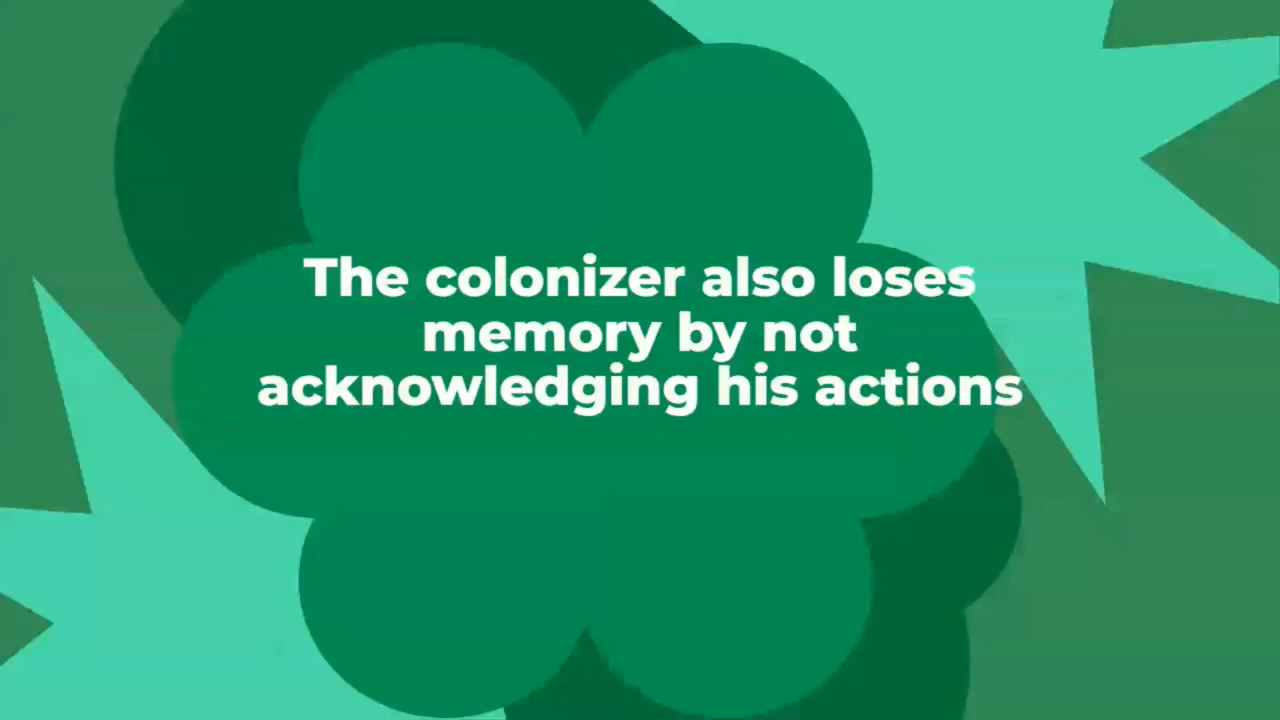 The colonizer also loses
memory by not
acknowledging his actions